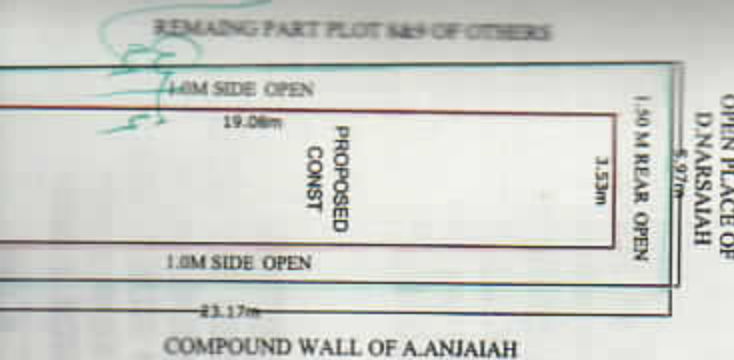 REMAING PART PLOT 8&9 OF OTHERS
1.0M SIDE OPEN
19.08m
PROPOSED
CONST
3.53m
1.50 M REAR OPEN
5.97m
OPEN PLACE OF
D.NARSAIAH
1.0M SIDE OPEN
23.17m
COMPOUND WALL OF A.ANJAIAH